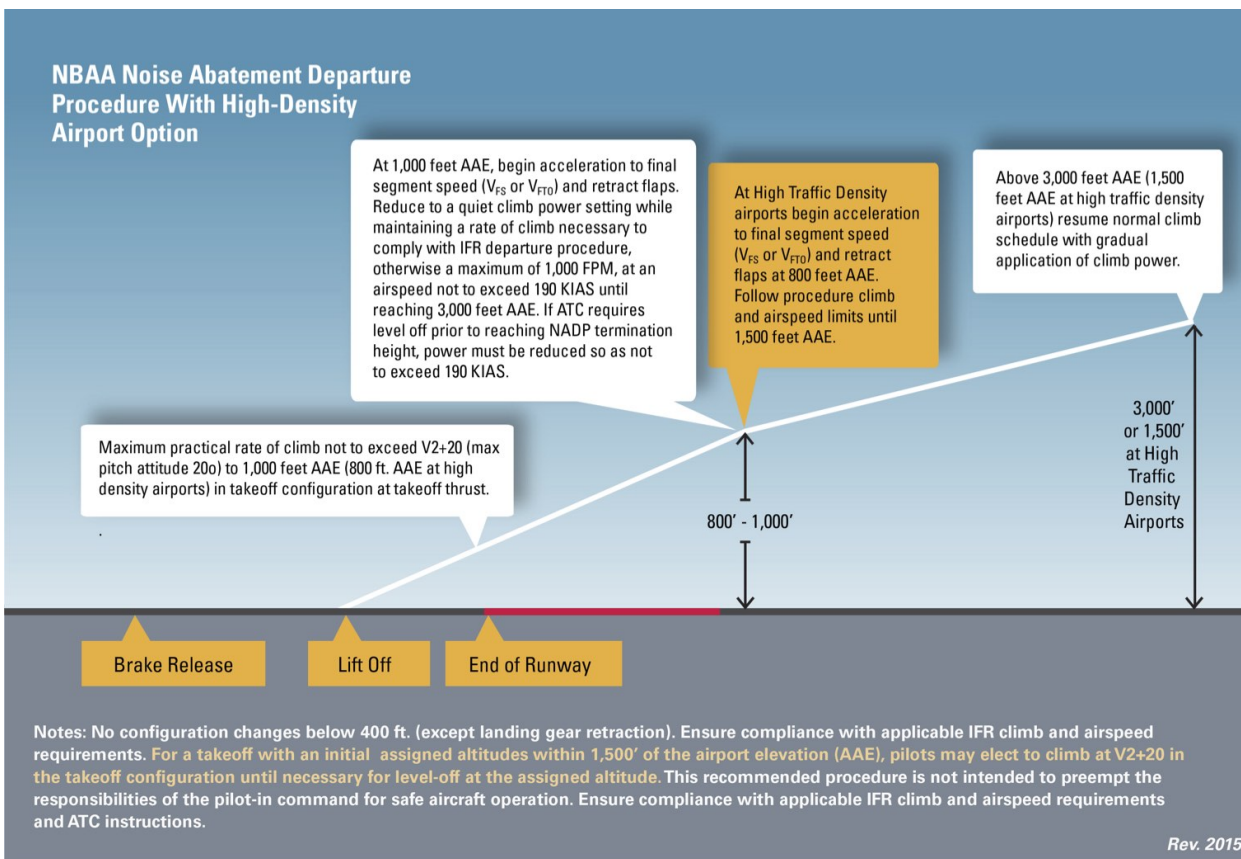 NBAA Noise Abatement Departure
Procedure With High-Density
Airport Option
At 1,000 feet AAE, begin acceleration to final
segment speed (VFS or VFTO) and retract flaps.
Reduce to a quiet climb power setting while
maintaining a rate of climb necessary to
comply with IFR departure procedure,
otherwise a maximum of 1,000 FPM, at an
airspeed not to exceed 190 KIAS until
reaching 3,000 feet AAE. If ATC requires
level off prior to reaching NADP termination
height, power must be reduced so as not
to exceed 190 KIAS.
At High Traffic Density
airports begin acceleration
to final segment speed
(VFS or VFTO) and retract
flaps at 800 feet AAE.
Follow procedure climb
and airspeed limits until
1,500 feet AAE.
Above 3,000 feet AAE (1,500
feet AAE at high traffic density
airports) resume normal climb
schedule with gradual
application of climb power.
Maximum practical rate of climb not to exceed V2+20 (max
pitch attitude 20o) to 1,000 feet AAE (800 ft. AAE at high
density airports) in takeoff configuration at takeoff thrust.
.
800’ - 1,000’
3,000’
or 1,500’
at High
Traffic
Density
Airports
Brake Release
Lift Off
End of Runway
Notes: No configuration changes below 400 ft. (except landing gear retraction). Ensure compliance with applicable IFR climb and airspeed
requirements. For a takeoff with an initial assigned altitudes within 1,500’ of the airport elevation (AAE), pilots may elect to climb at V2+20 in
the takeoff configuration until necessary for level-off at the assigned altitude. This recommended procedure is not intended to preempt the
responsibilities of the pilot-in command for safe aircraft operation. Ensure compliance with applicable IFR climb and airspeed requirements
and ATC instructions.
Rev. 2015